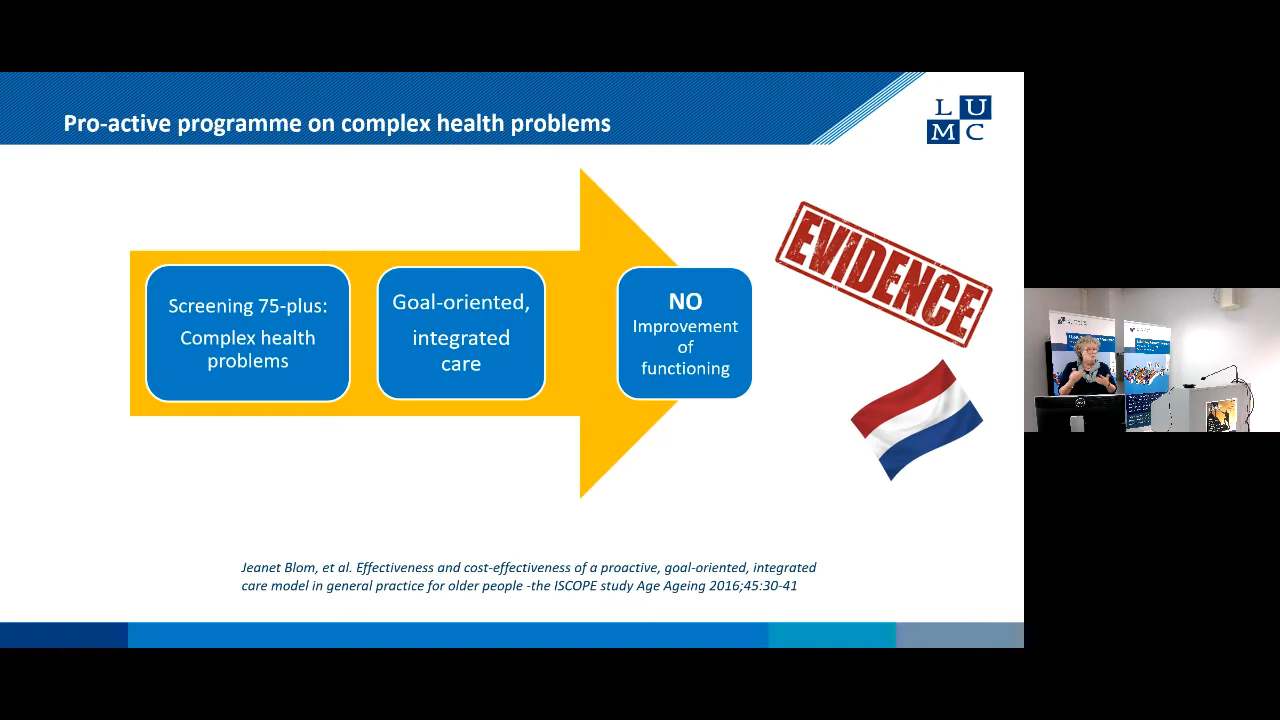 Pro-active programme on complex health problems
L U
M C
Screening 75-plus:
Complex health
problems
Goal-oriented,
integrated
care
NO
Improvement
of
functioning
EVIDENCE
Jeanet Blom, et al. Effectiveness and cost-effectiveness of a proactive, goal-oriented, integrated
care model in general practice for older people -the ISCOPE study Age Ageing 2016;45:30-41